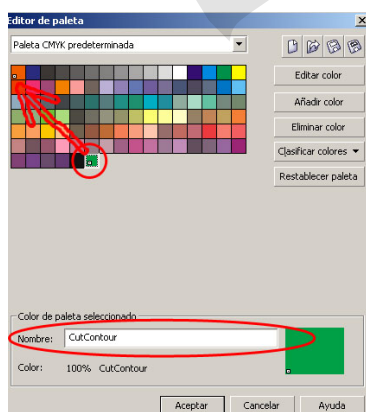 Editor de paleta
Paleta CMYK predeterminada
Editar color
Añadir color
Eliminar color
Clasificar colores
Restablecer paleta
Color de paleta seleccionado
Nombre: CutContour
Color: 100% CutContour
Aceptar Cancelar Ayuda